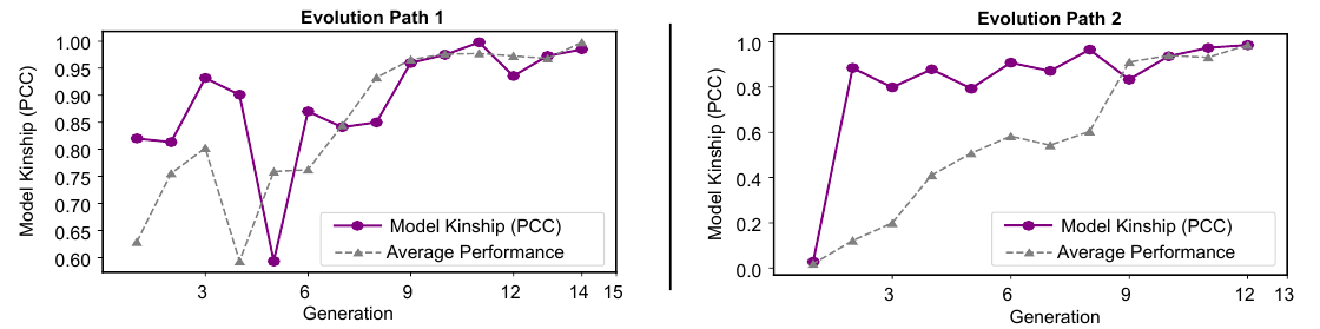 Evolution Path 1
Model Kinship (PCC)
1.00
0.95
0.90
0.85
0.80
0.75
0.70
0.65
0.60
Model Kinship (PCC)
Average Performance
3 6 9 12 14 15
Generation
Evolution Path 2
Model Kinship (PCC)
1.0
0.8
0.6
0.4
0.2
0.0
Model Kinship (PCC)
Average Performance
3 6 9 12 13
Generation